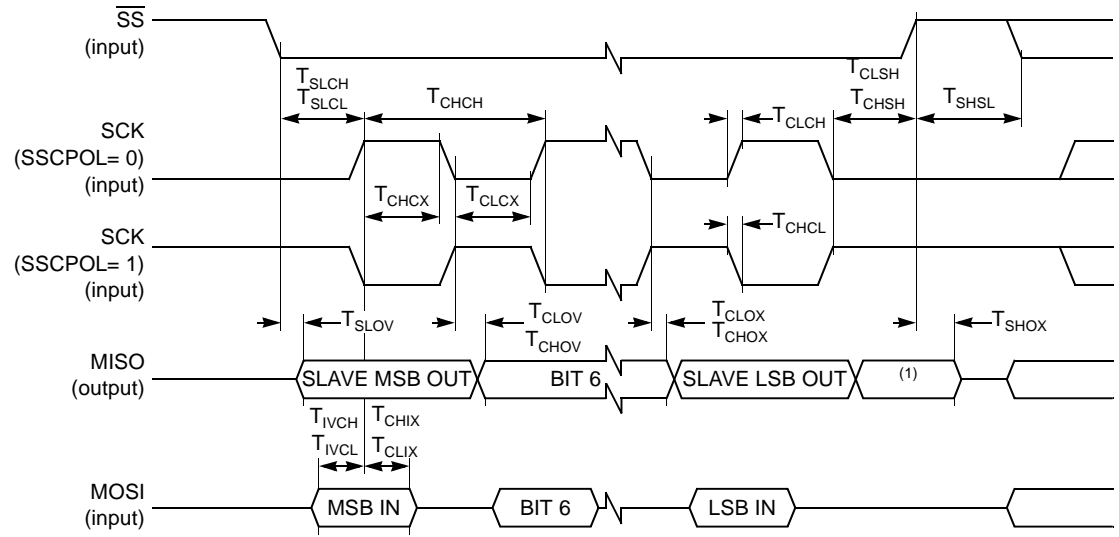 SS
(input)
TSLCH
TSLCL
TCHCH
TCLCH
TCLSH
TCHSH
TSHSL
SCK
(SSCPOL= 0)
(input)
TCHCX
TCLCX
TCHCL
SCK
(SSCPOL= 1)
(input)
TSLOV
TCLOV
TCHOV
TCLOX
TCHOX
TSHOX
MISO
(output)
SLAVE MSB OUT
BIT 6
SLAVE LSB OUT
(1)
TIVCH
TIVCL
TCHIX
TCLIX
MOSI
(input)
MSB IN
BIT 6
LSB IN